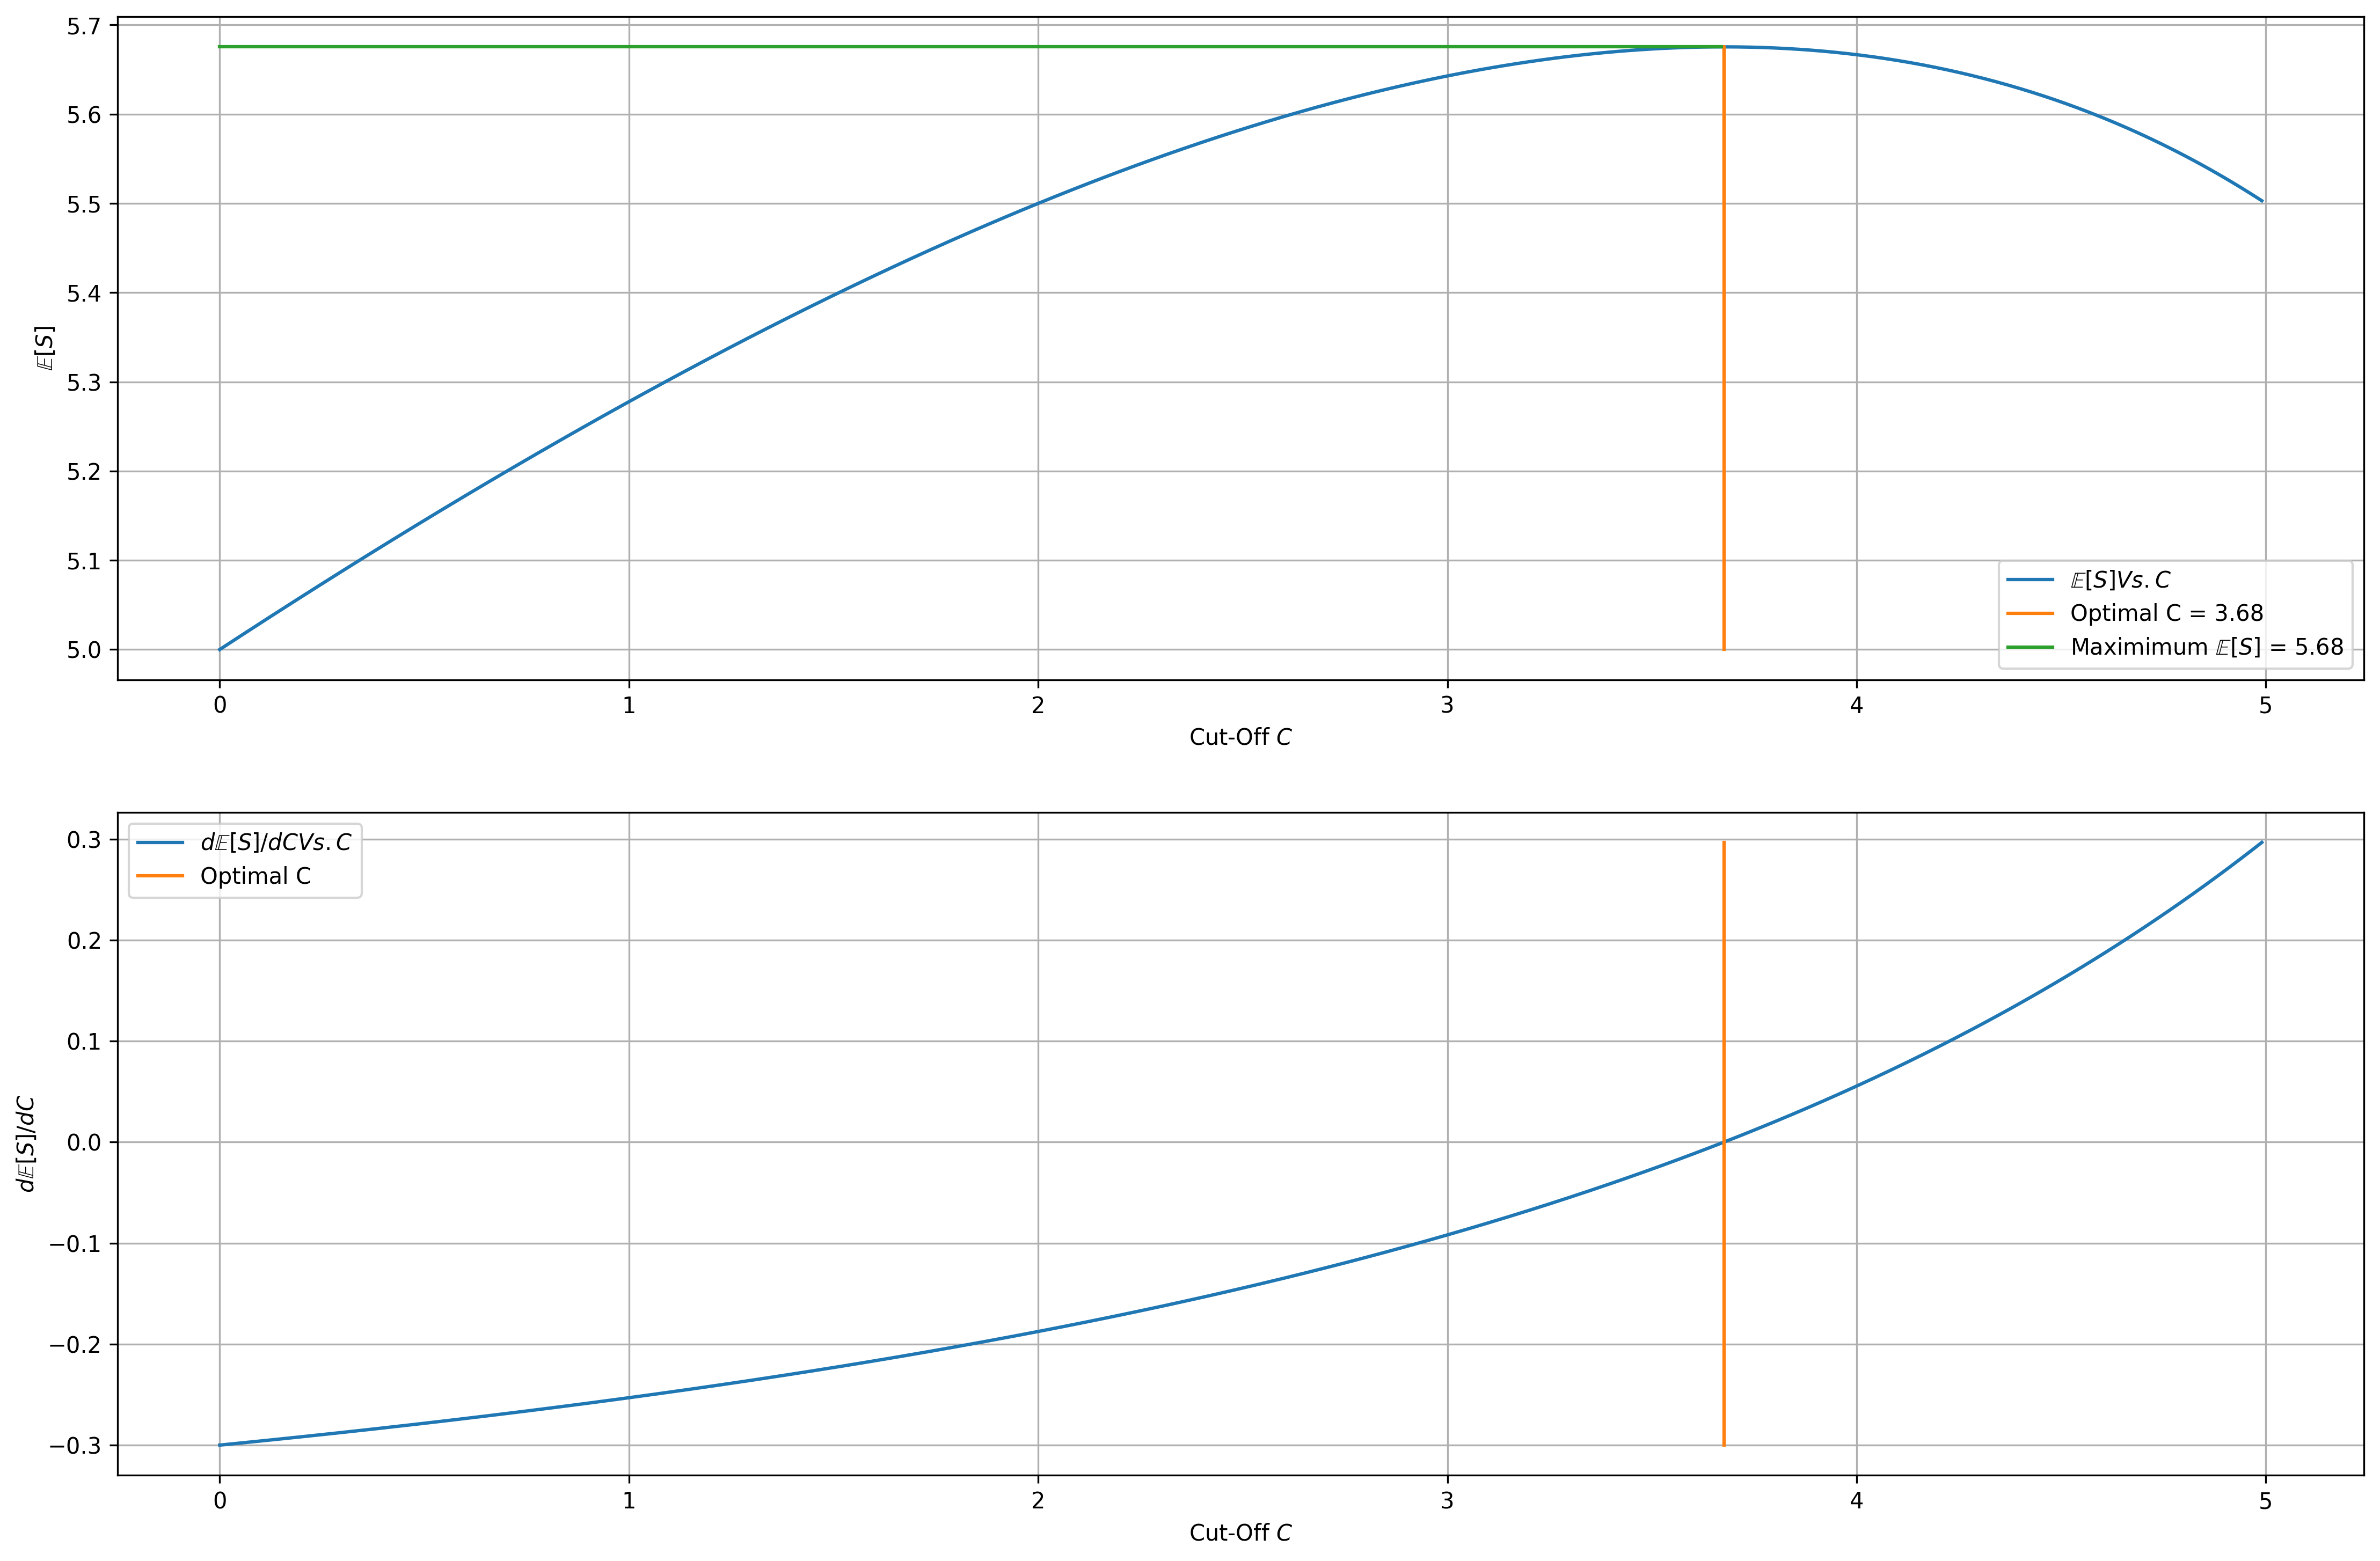 5.7
5.6
5.5
5.4
5.3
5.2
5.1
5.0
𝔼[S]
𝔼[S]Vs.C
Optimal C = 3.68
Maximimum 𝔼[S] = 5.68
0 1 2 3 4 5
Cut-Off C
0.3
0.2
0.1
0.0
−0.1
−0.2
−0.3
d𝔼[S]/dC
d𝔼[S]/dCVs.C
Optimal C
0 1 2 3 4 5
Cut-Off C